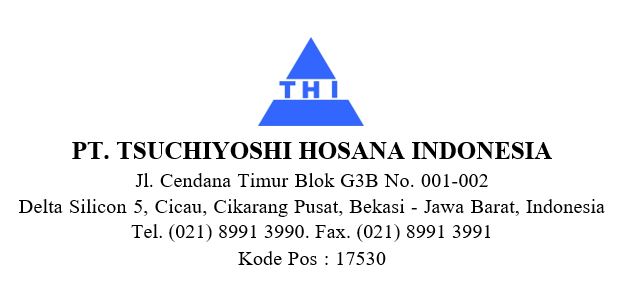 THI
PT. TSUCHIYOSHI HOSANA INDONESIA
Jl. Cendana Timur Blok G3B No. 001-002
Delta Silicon 5, Cicau, Cikarang Pusat, Bekasi - Jawa Barat, Indonesia
Tel. (021) 8991 3990. Fax. (021) 8991 3991
Kode Pos : 17530